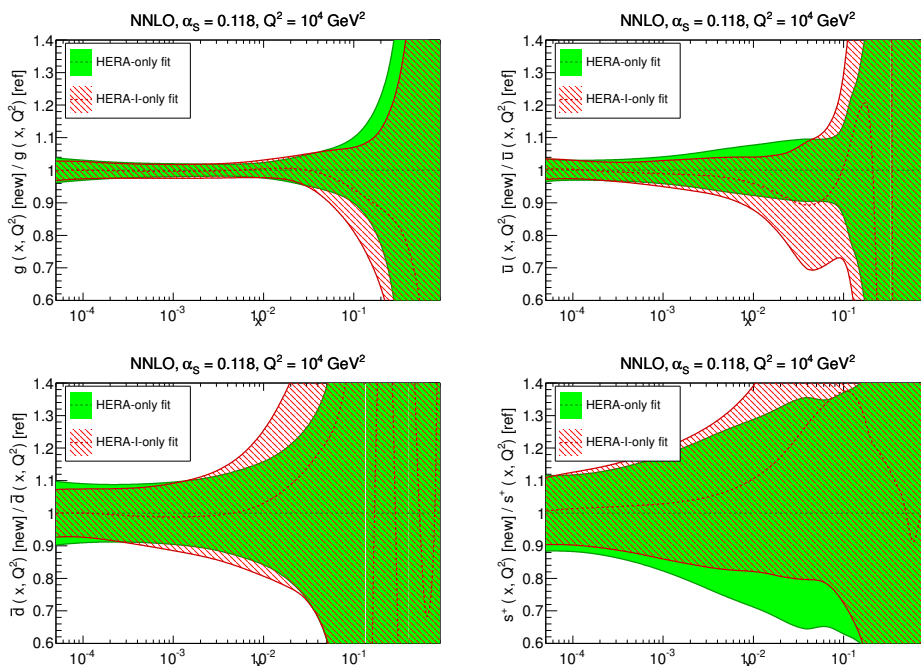 NNLO, αS = 0.118, Q2 = 104 GeV2
g ( x, Q2) [new] / g ( x, Q2) [ref]
1.4
1.3
1.2
1.1
1
0.9
0.8
0.7
0.6
HERA-only fit
HERA-I-only fit
10-4
10-3
10-2
10-1
x
NNLO, αS = 0.118, Q2 = 104 GeV2
ū ( x, Q2) [new] / ū ( x, Q2) [ref]
1.4
1.3
1.2
1.1
1
0.9
0.8
0.7
0.6
HERA-only fit
HERA-I-only fit
10-4
10-3
10-2
10-1
x
NNLO, αS = 0.118, Q2 = 104 GeV2
d̄ ( x, Q2) [new] / d̄ ( x, Q2) [ref]
1.4
1.3
1.2
1.1
1
0.9
0.8
0.7
0.6
HERA-only fit
HERA-I-only fit
10-4
10-3
10-2
10-1
x
NNLO, αS = 0.118, Q2 = 104 GeV2
s+ ( x, Q2) [new] / s+ ( x, Q2) [ref]
1.4
1.3
1.2
1.1
1
0.9
0.8
0.7
0.6
HERA-only fit
HERA-I-only fit
10-4
10-3
10-2
10-1
x